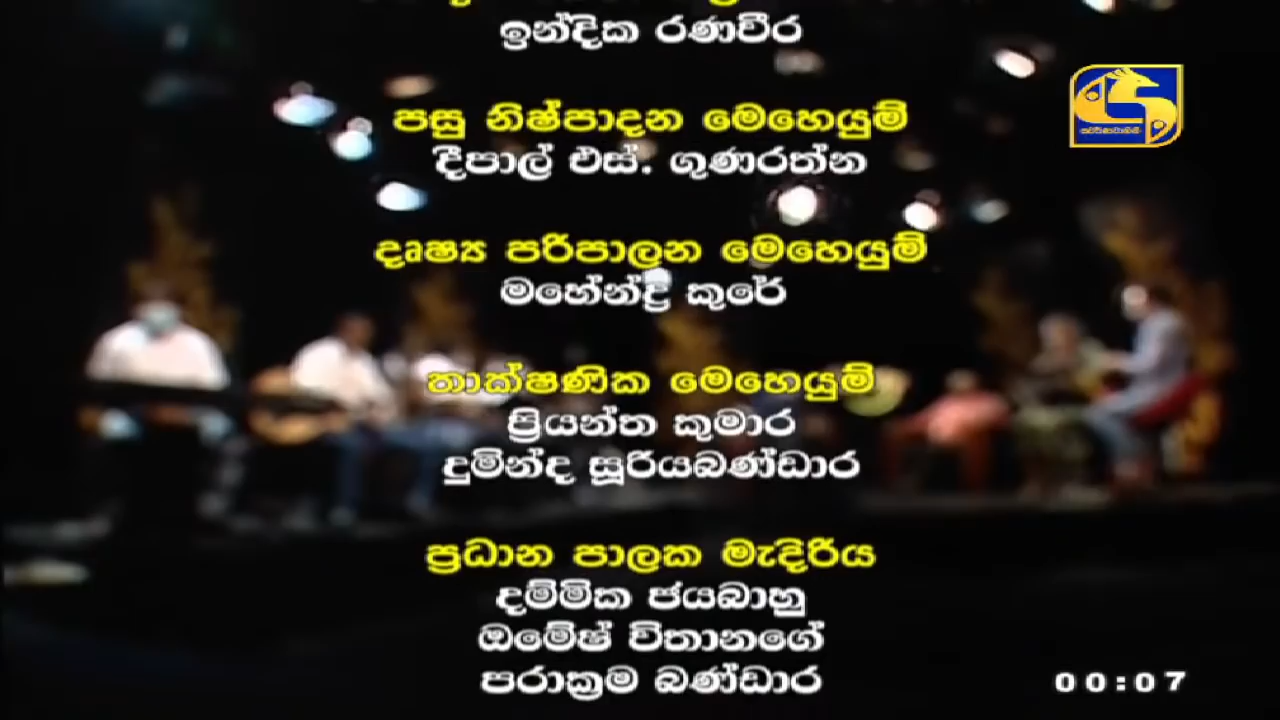 ඉන්දික රණවීර
පසු නිෂ්පාදන මෙහෙයුම්
දීපාල් එස්. ගුණරත්න
දෘෂ්‍ය පරිපාලන මෙහෙයුම්
මහේන්ද්‍ර කුරේ
තාක්ෂණික මෙහෙයුම්
ප්‍රියන්ත කුමාර
දුමින්ද සූරියබණ්ඩාර
ප්‍රධාන පාලක මැදිරිය
දම්මික ජයබාහු
ඔමේෂ් විතානගේ
පරාක්‍රම බණ්ඩාර
00:07